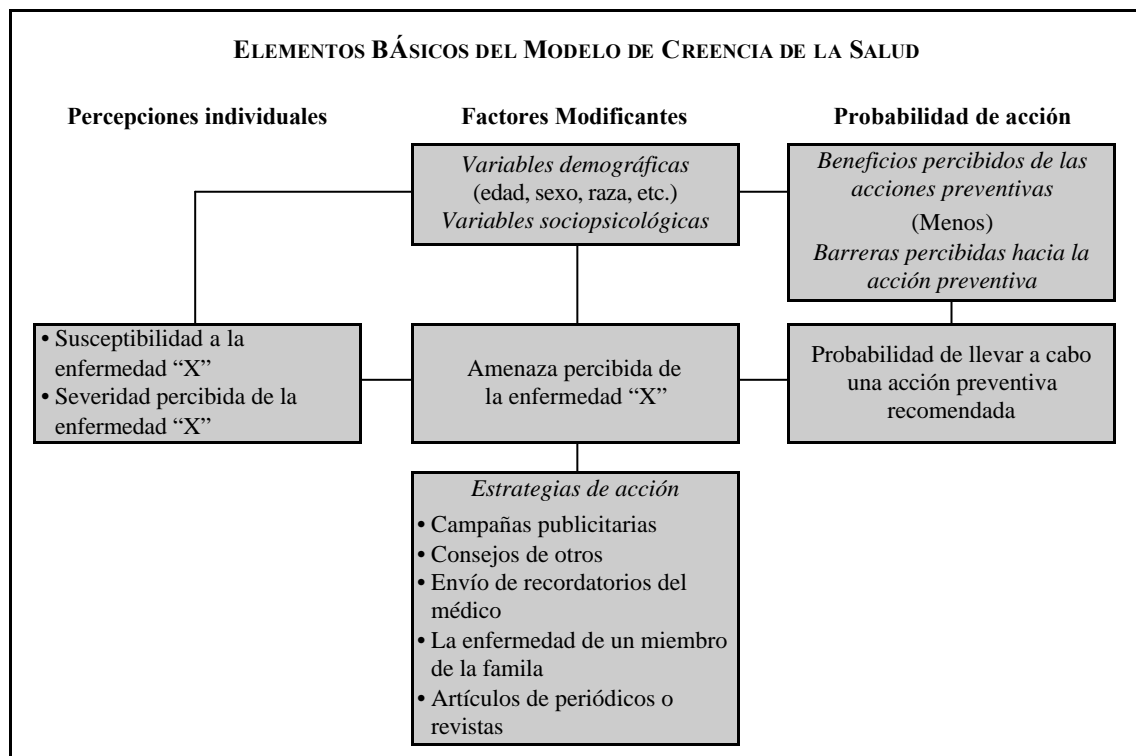 ELEMENTOS BÁSICOS DEL MODELO DE CREENCIA DE LA SALUD
Percepciones individuales
Factores Modificantes
Probabilidad de acción
Variables demográficas
(edad, sexo, raza, etc.)
Variables sociopsicológicas
Beneficios percibidos de las
acciones preventivas
(Menos)
Barreras percibidas hacia la
acción preventiva
• Susceptibilidad a la
enfermedad “X”
• Severidad percibida de la
enfermedad “X”
Amenaza percibida de
la enfermedad “X”
Probabilidad de llevar a cabo
una acción preventiva
recomendada
Estrategias de acción
• Campañas publicitarias
• Consejos de otros
• Envío de recordatorios del
médico
• La enfermedad de un miembro
de la famila
• Artículos de periódicos o
revistas